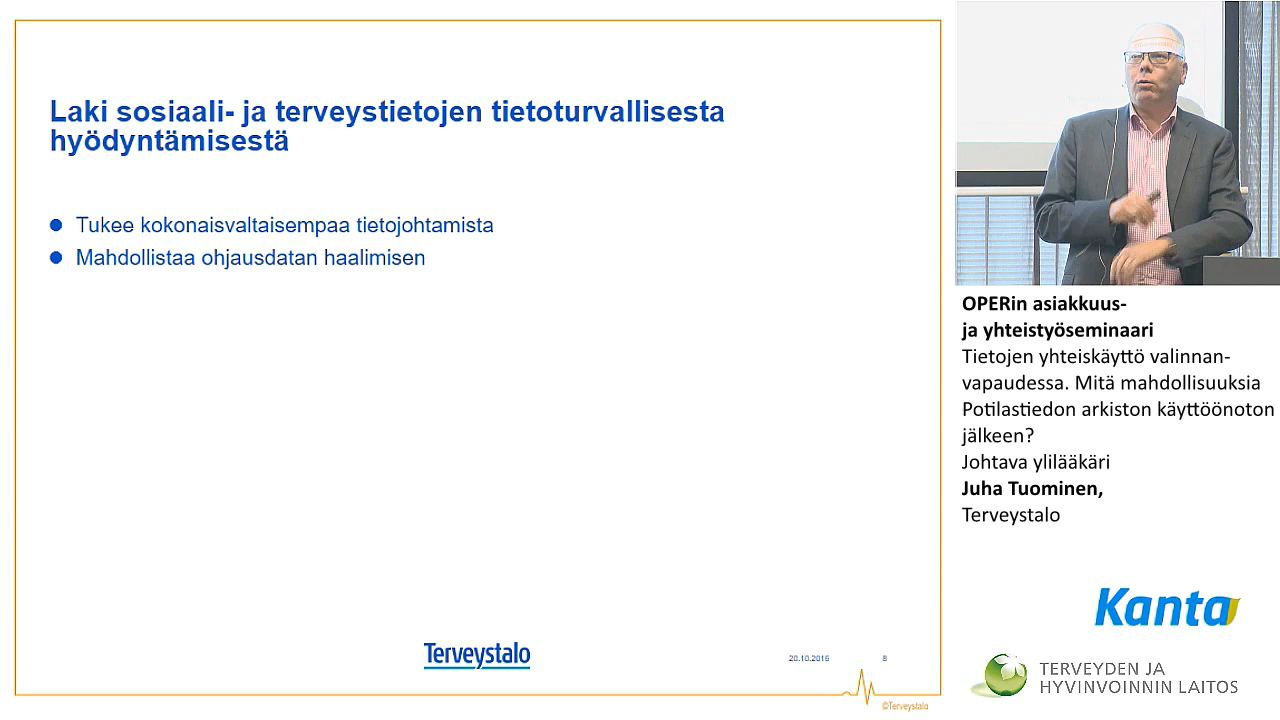 Laki sosiaali- ja terveystietojen tietoturvallisesta
hyödyntämisestä
Tukee kokonaisvaltaisempaa tietojohtamista
Mahdollistaa ohjausdatan haalimisen
Terveystalo
20.10.2016
8
©Terveystalo
OPERin asiakkuus-
ja yhteistyöseminaari
Tietojen yhteiskäyttö valinnan-
vapaudessa. Mitä mahdollisuuksia
Potilastiedon arkiston käyttöönoton
jälkeen?
Johtava ylilääkäri
Juha Tuominen,
Terveystalo
Kanta
TERVEYDEN JA
HYVINVOINNIN LAITOS